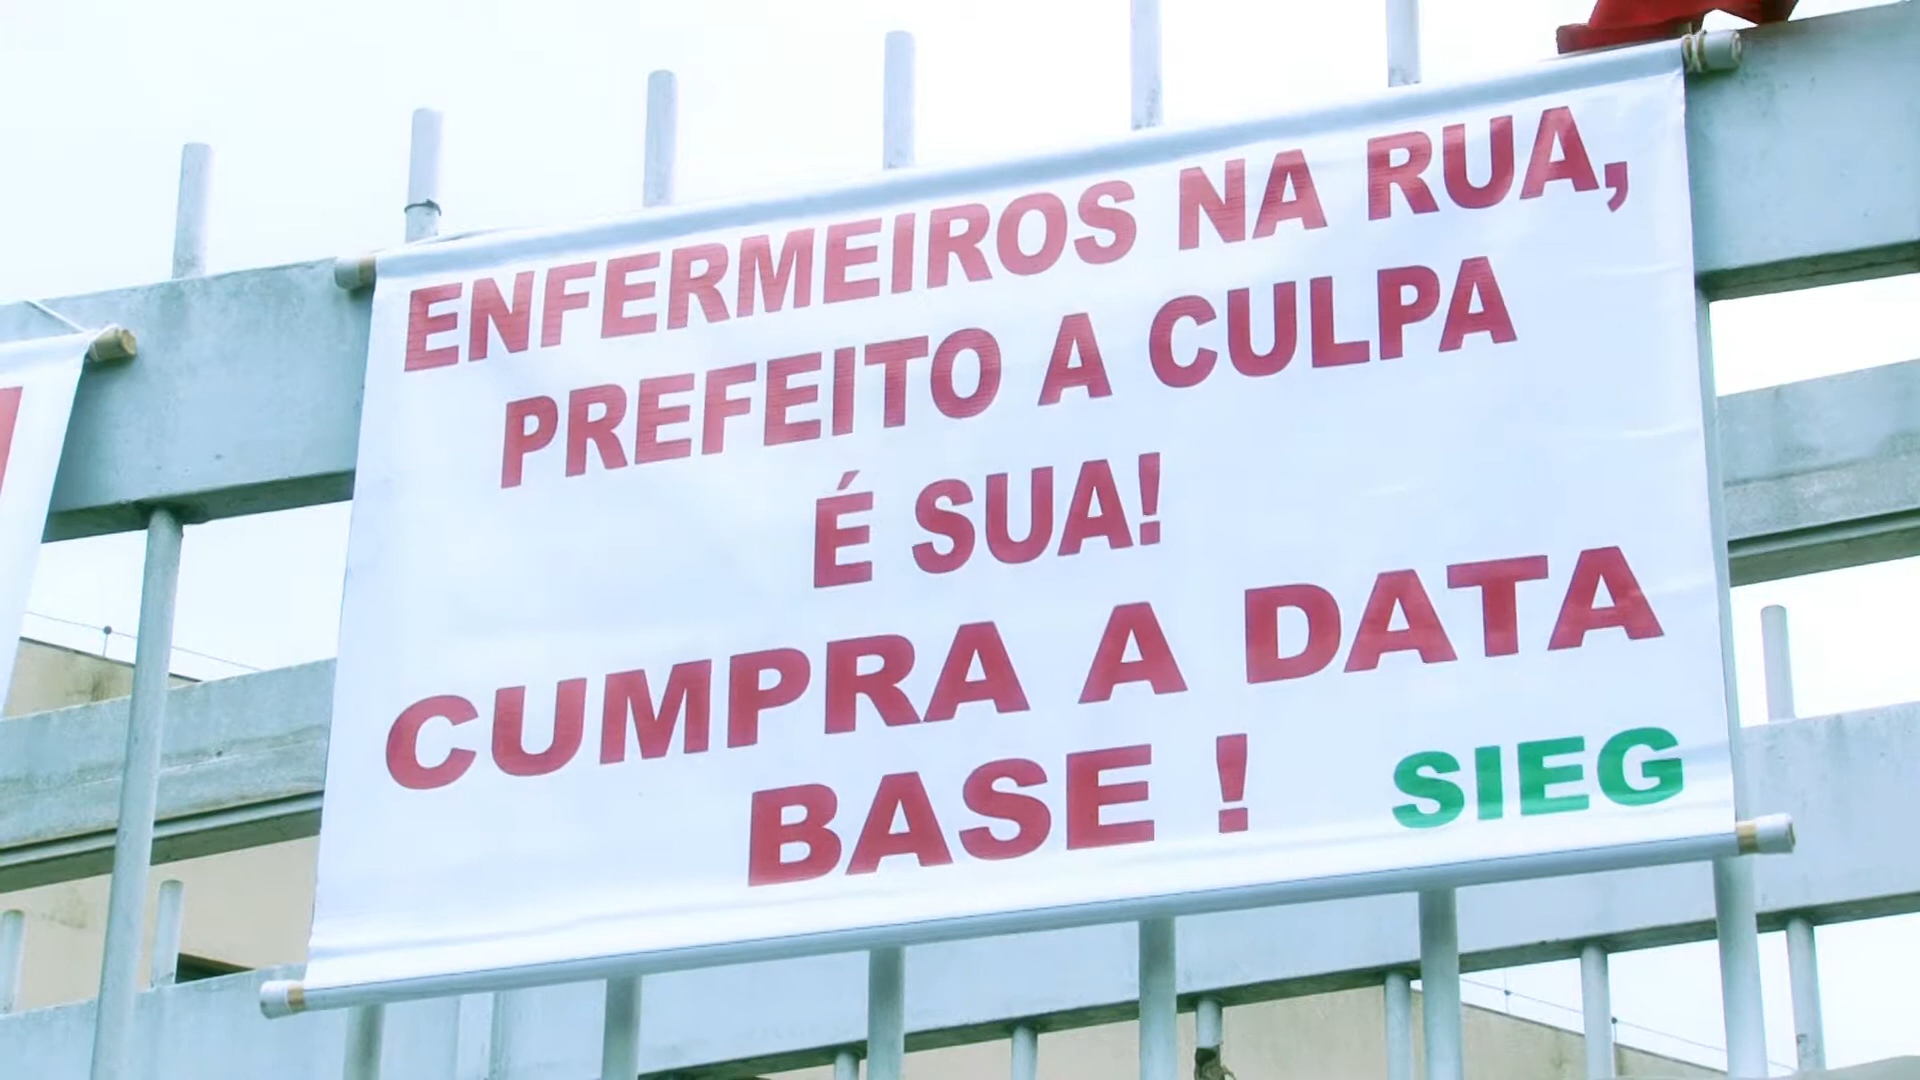 ENFERMEIROS NA RUA,
PREFEITO A CULPA
É SUA!
CUMPRA A DATA
BASE !
SIEG